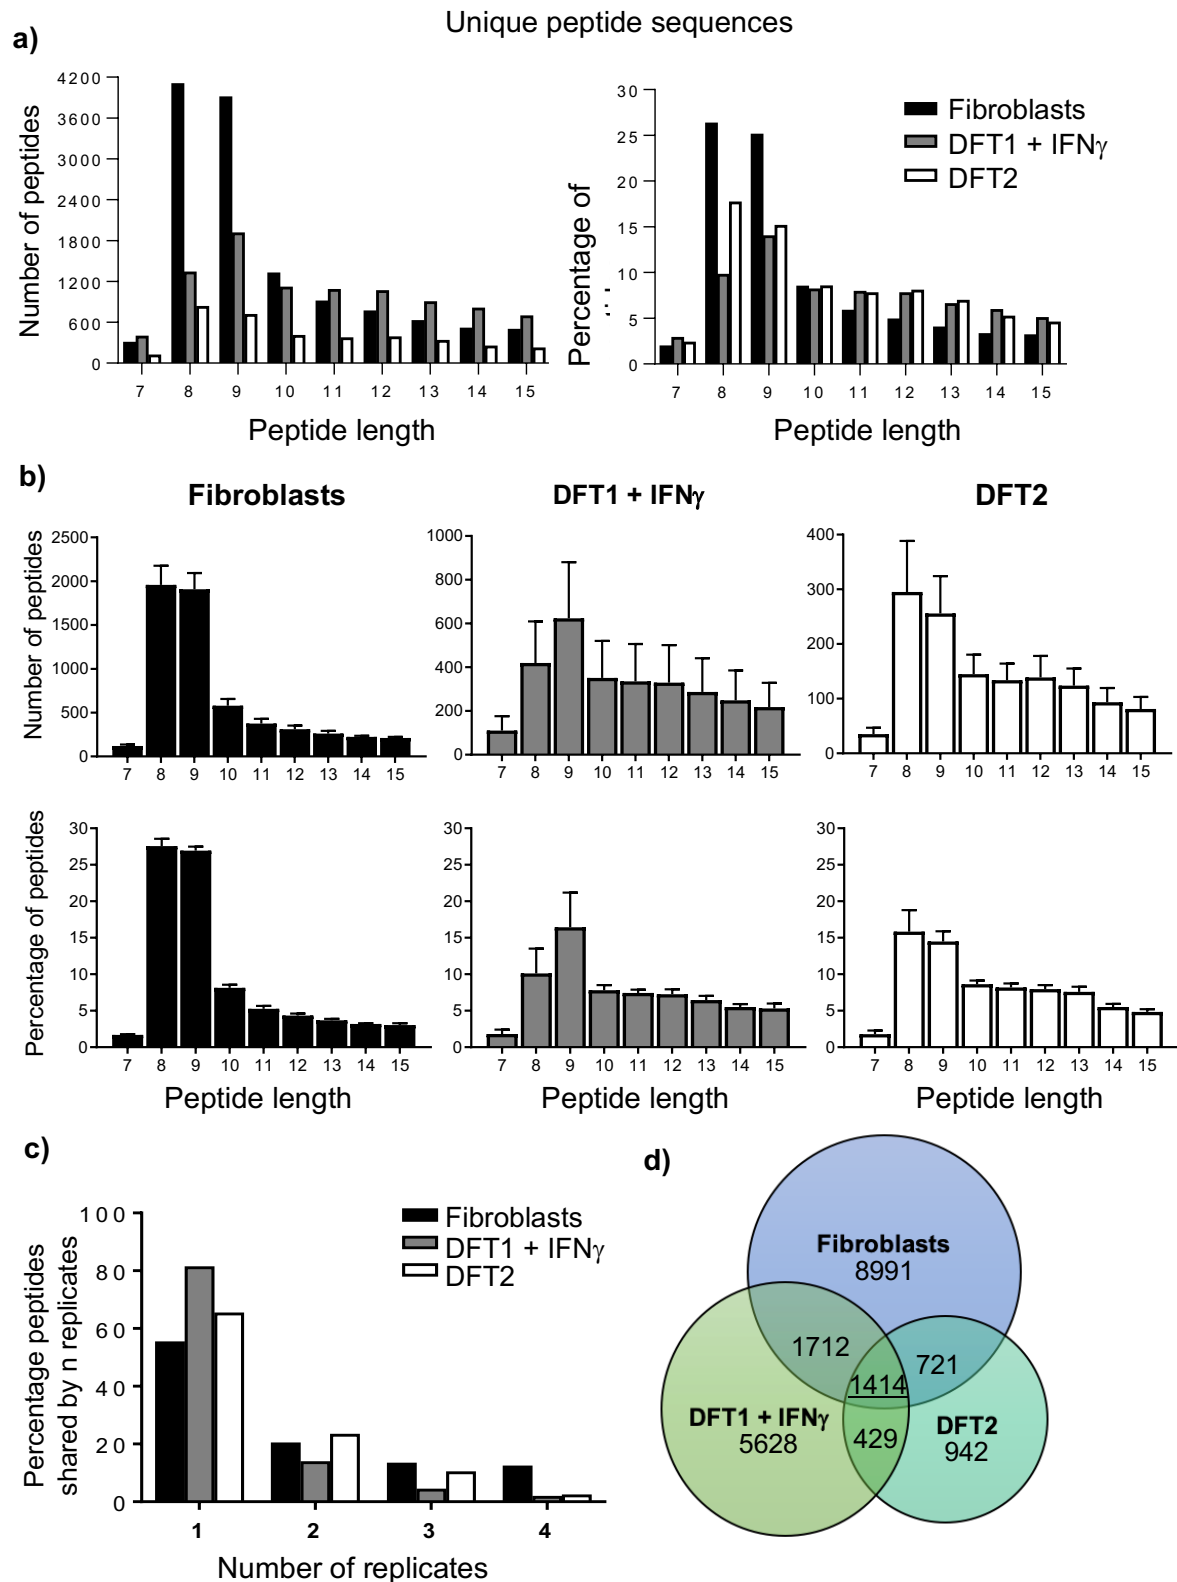 Unique peptide sequences
a)
Number of peptides
4200
3600
3000
2400
1800
1200
600
0
7 8 9 10 11 12 13 14 15
Peptide length
Percentage of
30
25
20
15
10
5
0
7 8 9 10 11 12 13 14 15
Peptide length
Fibroblasts
DFT1 + IFNγ
DFT2
b)
Fibroblasts
DFT1 + IFNγ
DFT2
Number of peptides
2500
2000
1500
1000
500
0
7 8 9 10 11 12 13 14 15
1000
800
600
400
200
0
7 8 9 10 11 12 13 14 15
400
300
200
100
0
7 8 9 10 11 12 13 14 15
Percentage of peptides
30
25
20
15
10
5
0
7 8 9 10 11 12 13 14 15
Peptide length
30
25
20
15
10
5
0
7 8 9 10 11 12 13 14 15
Peptide length
30
25
20
15
10
5
0
7 8 9 10 11 12 13 14 15
Peptide length
c)
Percentage peptides
shared by n replicates
100
80
60
40
20
0
1 2 3 4
Number of replicates
Fibroblasts
DFT1 + IFNγ
DFT2
d)
Fibroblasts
8991
1712
721
1414
DFT1 + IFNγ
5628
429
DFT2
942